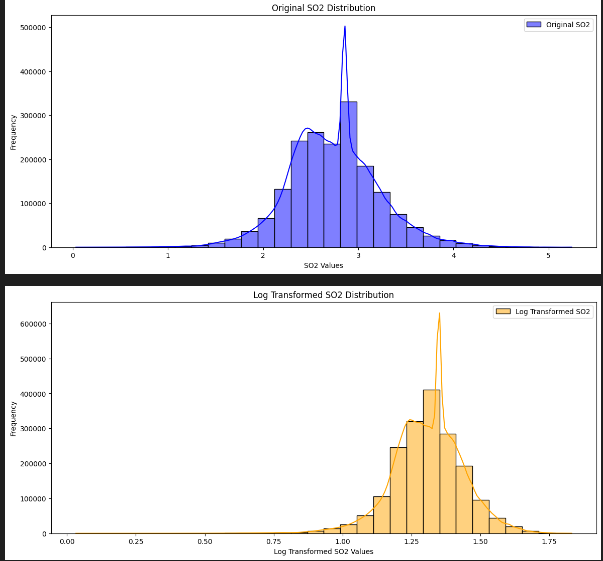 Original SO2 Distribution
Original SO2
500000
400000
300000
200000
100000
0
Frequency
0 1 2 3 4 5
SO2 Values
Log Transformed SO2 Distribution
Log Transformed SO2
600000
500000
400000
300000
200000
100000
0
Frequency
0.00 0.25 0.50 0.75 1.00 1.25 1.50 1.75
Log Transformed SO2 Values